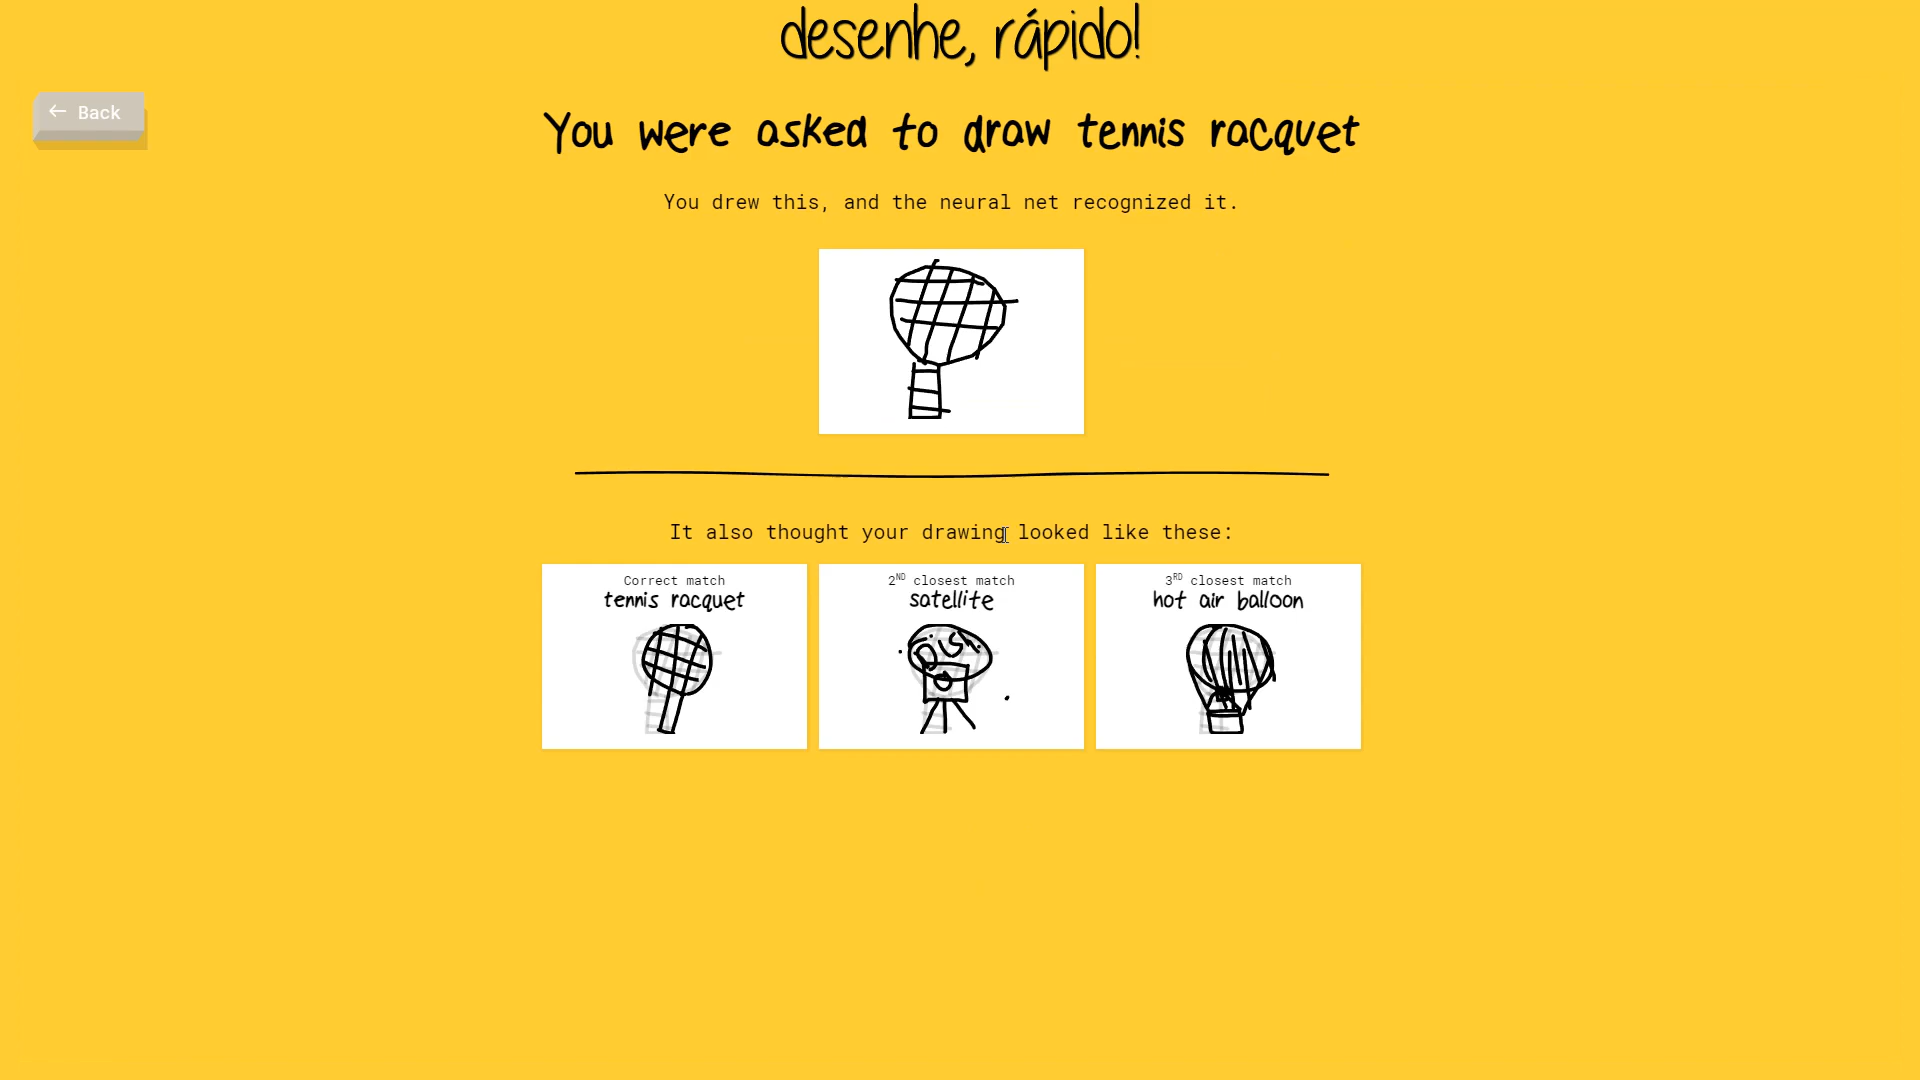 desenhe, rápido!
← Back
You were asked to draw tennis racquet
You drew this, and the neural net recognized it.
It also thought your drawing looked like these:
Correct match
tennis racquet
2ND closest match
satellite
3RD closest match
hot air balloon